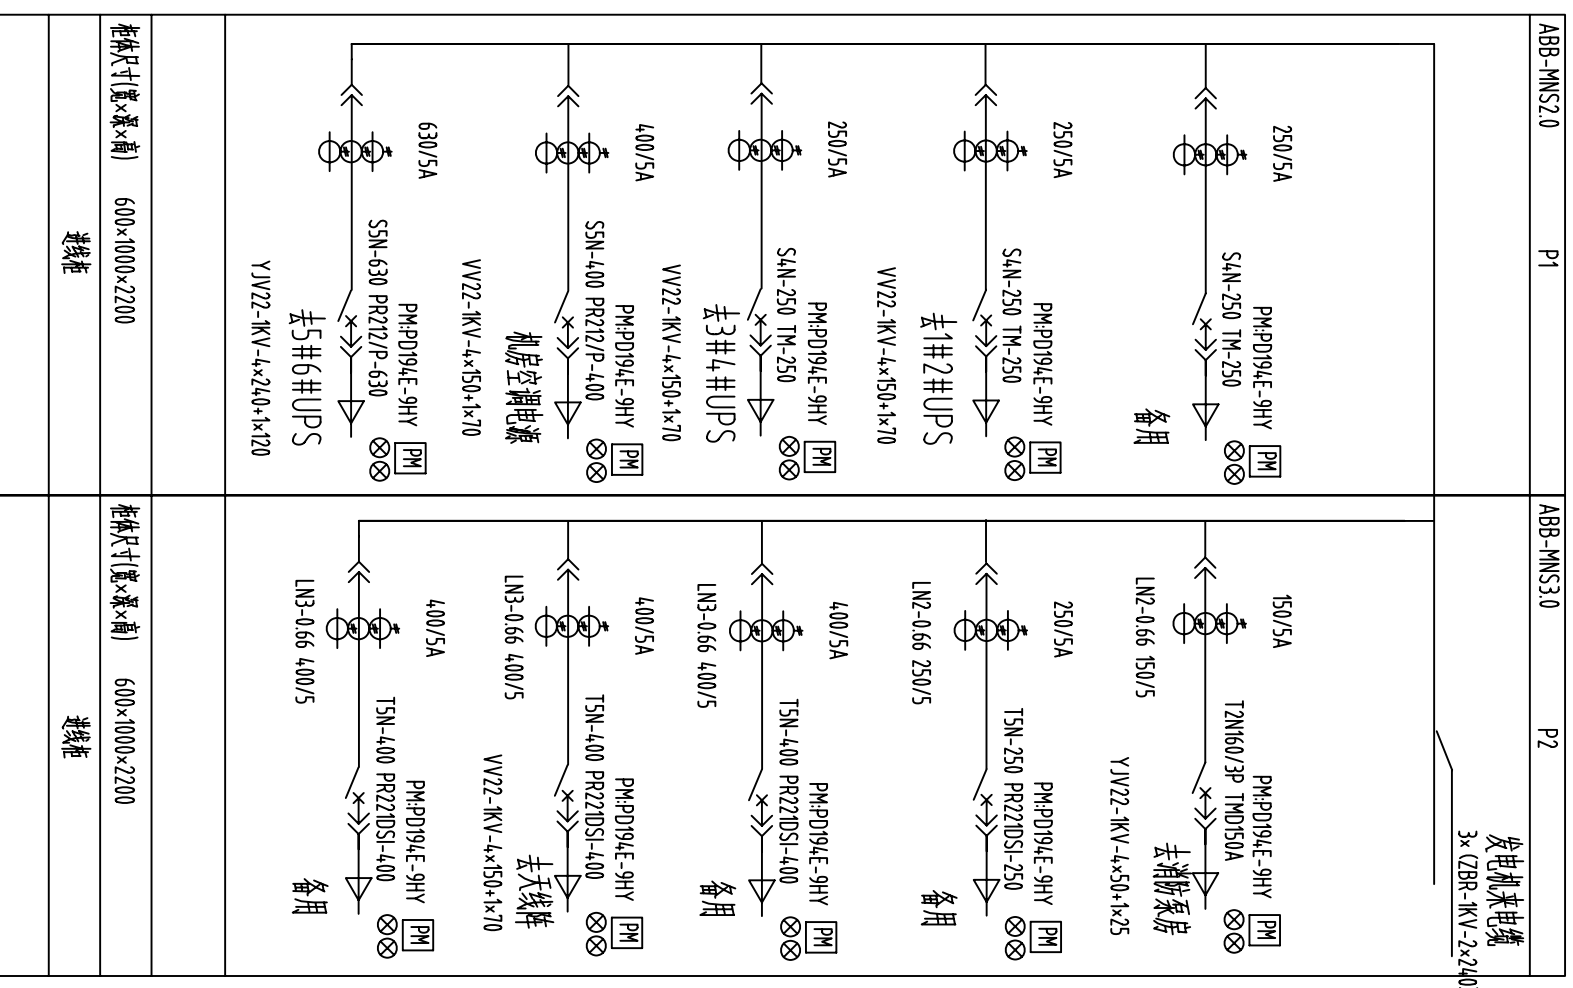 ABB-MNS2.0 P1
250/5A
S4N-250 TM-250
PM:PD194E-9HY
PM
备用
250/5A
S4N-250 TM-250
PM:PD194E-9HY
PM
去1#2#UPS
VV22-1KV-4×150+1×70
250/5A
S4N-250 TM-250
PM:PD194E-9HY
PM
去3#4#UPS
VV22-1KV-4×150+1×70
400/5A
S5N-400 PR212/P-400
PM:PD194E-9HY
PM
机房空调电源
VV22-1KV-4×150+1×70
630/5A
S5N-630 PR212/P-630
PM:PD194E-9HY
PM
去5#6#UPS
YJV22-1KV-4×240+1×120
柜体尺寸(宽×深×高) 600×1000×2200
进线柜
ABB-MNS3.0 P2
发电机来电缆
3×(ZBR-1KV-2×240
150/5A
LN2-0.66 150/5
T2N160/3P TMD150A
PM:PD194E-9HY
PM
去消防泵房
YJV22-1KV-4×50+1×25
250/5A
LN2-0.66 250/5
T5N-250 PR221DSI-250
PM:PD194E-9HY
PM
备用
400/5A
LN3-0.66 400/5
T5N-400 PR221DSI-400
PM:PD194E-9HY
PM
备用
400/5A
LN3-0.66 400/5
T5N-400 PR221DSI-400
PM:PD194E-9HY
PM
去天线阵
VV22-1KV-4×150+1×70
400/5A
LN3-0.66 400/5
T5N-400 PR221DSI-400
PM:PD194E-9HY
PM
备用
柜体尺寸(宽×深×高) 600×1000×2200
进线柜